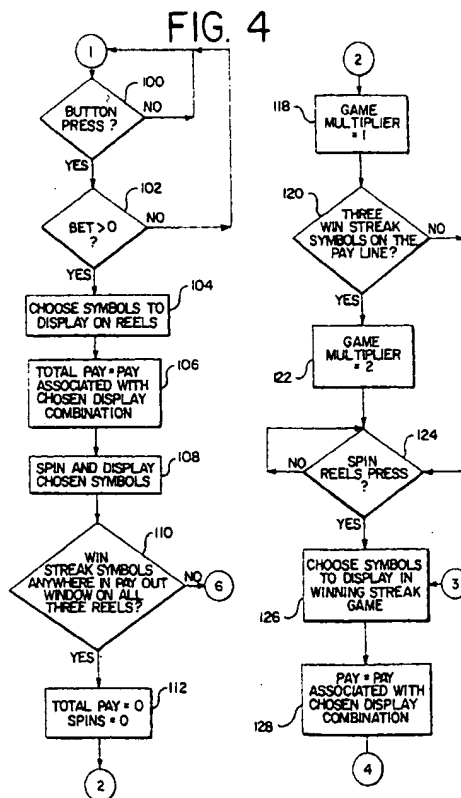 FIG. 4
1
100
BUTTON
PRESS ?
NO
YES
102
BET > 0
?
NO
YES
104
CHOOSE SYMBOLS TO
DISPLAY ON REELS
106
TOTAL PAY = PAY
ASSOCIATED WITH
CHOSEN DISPLAY
COMBINATION
108
SPIN AND DISPLAY
CHOSEN SYMBOLS
110
WIN
STREAK SYMBOLS
ANYWHERE IN PAY OUT
WINDOW ON ALL
THREE REELS?
NO
6
YES
112
TOTAL PAY = 0
SPINS = 0
2
2
118
GAME
MULTIPLIER
= 1
120
THREE
WIN STREAK
SYMBOLS ON THE
PAY LINE?
NO
YES
GAME
MULTIPLIER
= 2
122
124
SPIN
REELS PRESS
?
NO
YES
CHOOSE SYMBOLS
TO DISPLAY IN
WINNING STREAK
GAME
3
126
PAY = PAY
ASSOCIATED WITH
CHOSEN DISPLAY
COMBINATION
128
4